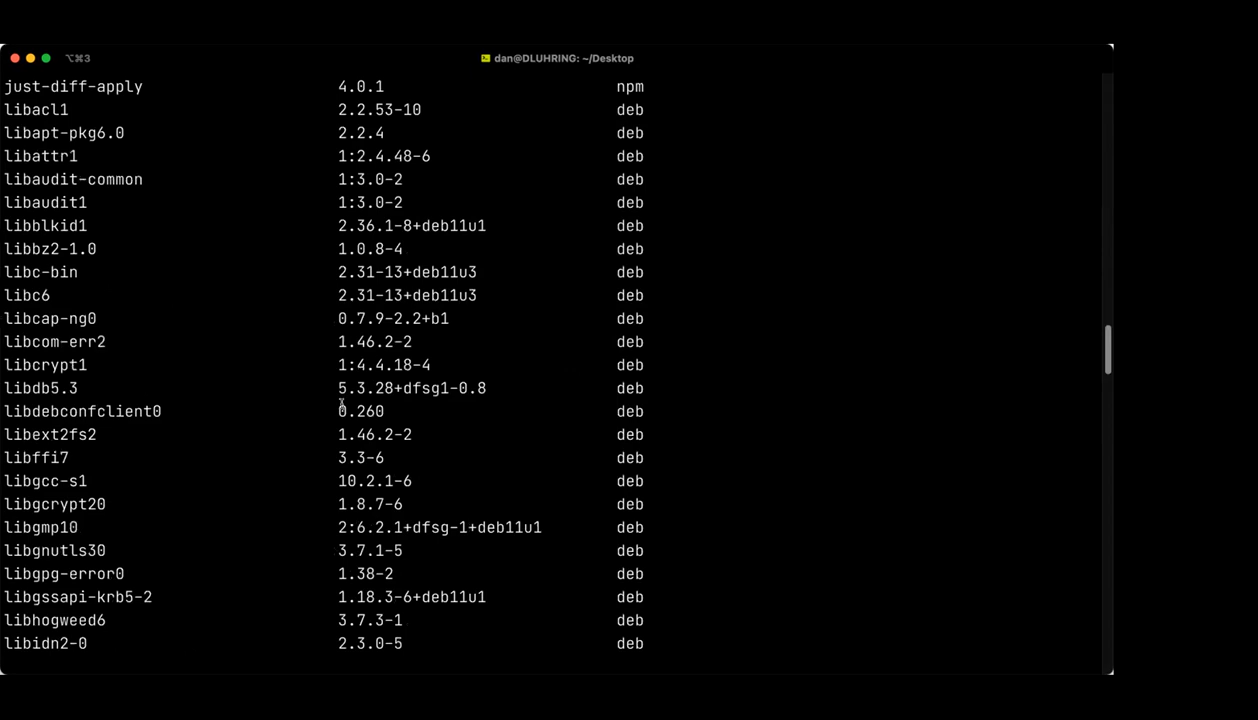 ⌥⌘3
dan@DLUHRING: ~/Desktop
just-diff-apply 4.0.1 npm
libacl1 2.2.53-10 deb
libapt-pkg6.0 2.2.4 deb
libattr1 1:2.4.48-6 deb
libaudit-common 1:3.0-2 deb
libaudit1 1:3.0-2 deb
libblkid1 2.36.1-8+deb11u1 deb
libbz2-1.0 1.0.8-4 deb
libc-bin 2.31-13+deb11u3 deb
libc6 2.31-13+deb11u3 deb
libcap-ng0 0.7.9-2.2+b1 deb
libcom-err2 1.46.2-2 deb
libcrypt1 1:4.4.18-4 deb
libdb5.3 5.3.28+dfsg1-0.8 deb
libdebconfclient0 0.260 deb
libext2fs2 1.46.2-2 deb
libffi7 3.3-6 deb
libgcc-s1 10.2.1-6 deb
libgcrypt20 1.8.7-6 deb
libgmp10 2:6.2.1+dfsg-1+deb11u1 deb
libgnutls30 3.7.1-5 deb
libgpg-error0 1.38-2 deb
libgssapi-krb5-2 1.18.3-6+deb11u1 deb
libhogweed6 3.7.3-1 deb
libidn2-0 2.3.0-5 deb